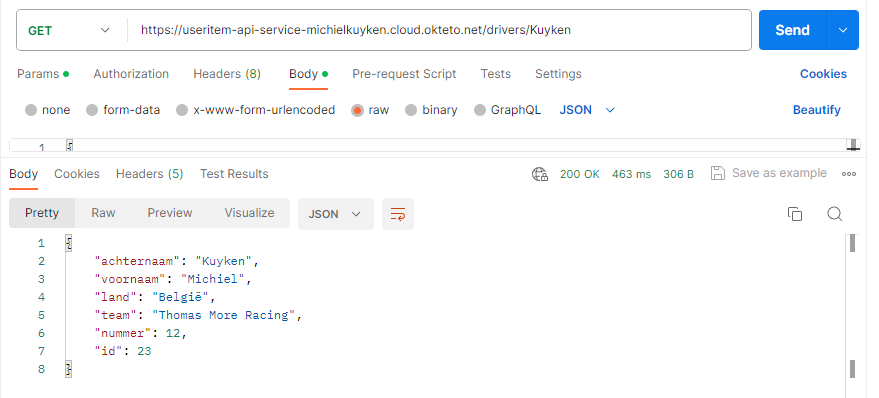 GET https://useritem-api-service-michielkuyken.cloud.okteto.net/drivers/Kuyken Send
Params Authorization Headers (8) Body Pre-request Script Tests Settings Cookies
none form-data x-www-form-urlencoded raw binary GraphQL JSON Beautify
1 {
Body Cookies Headers (5) Test Results 200 OK 463 ms 306 B Save as example
Pretty Raw Preview Visualize JSON
1 {
2 "achternaam": "Kuyken",
3 "voornaam": "Michiel",
4 "land": "België",
5 "team": "Thomas More Racing",
6 "nummer": 12,
7 "id": 23
8 }